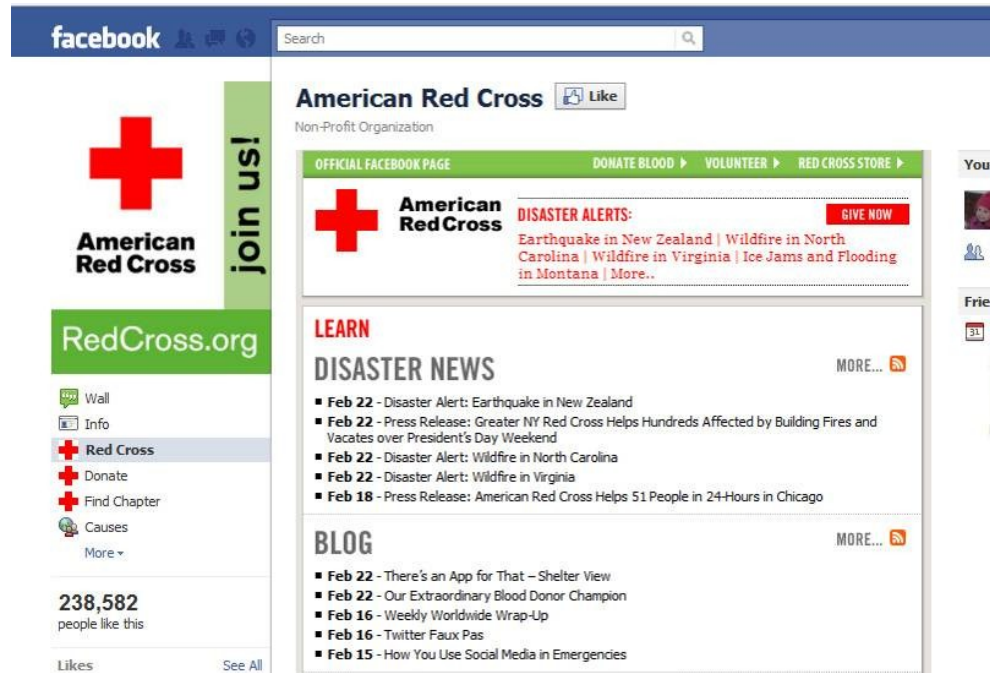 facebook
Search
American
Red Cross
join us!
RedCross.org
Wall
Info
Red Cross
Donate
Find Chapter
Causes
More
238,582
people like this
Likes See All
American Red Cross Like
Non-Profit Organization
OFFICIAL FACEBOOK PAGE DONATE BLOOD VOLUNTEER RED CROSS STORE
American
Red Cross
DISASTER ALERTS: GIVE NOW
Earthquake in New Zealand | Wildfire in North
Carolina | Wildfire in Virginia | Ice Jams and Flooding
in Montana | More..
LEARN
DISASTER NEWS MORE...
Feb 22 - Disaster Alert: Earthquake in New Zealand
Feb 22 - Press Release: Greater NY Red Cross Helps Hundreds Affected by Building Fires and
Vacates over President's Day Weekend
Feb 22 - Disaster Alert: Wildfire in North Carolina
Feb 22 - Disaster Alert: Wildfire in Virginia
Feb 18 - Press Release: American Red Cross Helps 51 People in 24-Hours in Chicago
BLOG MORE...
Feb 22 - There's an App for That – Shelter View
Feb 22 - Our Extraordinary Blood Donor Champion
Feb 16 - Weekly Worldwide Wrap-Up
Feb 16 - Twitter Faux Pas
Feb 15 - How You Use Social Media in Emergencies
You
Frie
31